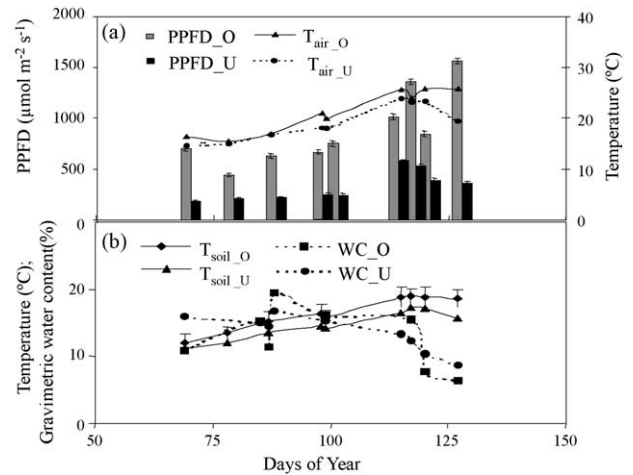 2000
1500
1000
500
0
PPFD (μmol m⁻² s⁻¹)
(a)
PPFD_O
PPFD_U
T_air_O
T_air_U
40
30
20
10
0
Temperature (ºC)
(b)
T_soil_O
T_soil_U
WC_O
WC_U
20
10
0
Temperature (ºC);
Gravimetric water content(%)
50 75 100 125 150
Days of Year